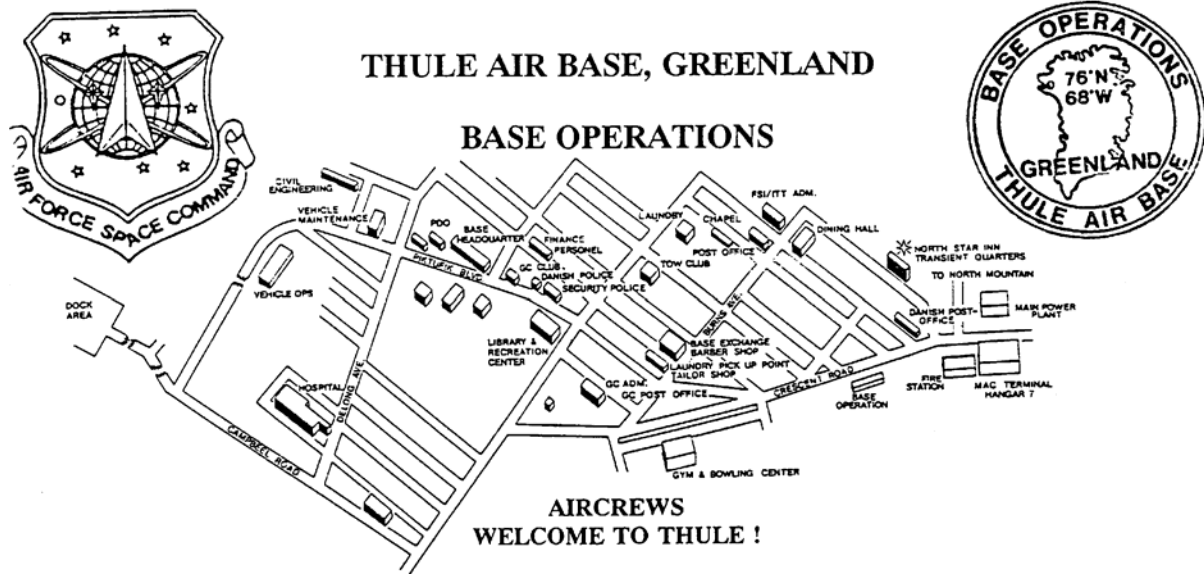 THULE AIR BASE, GREENLAND
BASE OPERATIONS
AIR FORCE SPACE COMMAND
BASE OPERATIONS
76°N
68°W
GREENLAND
THULE AIR BASE
CIVIL
ENGINEERING
VEHICLE
MAINTENANCE
PDO
BASE
HEADQUARTER
FINANCE
PERSONEL
PIKTUFIK BLVD
GC CLUB.
DANISH POLICE
SECURITY POLICE
LAUNDRY
CHAPEL
POST OFFICE
TOW CLUB
FSI/ITT ADM.
DINING HALL
NORTH STAR INN
TRANSIENT QUARTERS
TO NORTH MOUNTAIN
MAIN POWER
PLANT
DANISH POST-
OFFICE
VEHICLE OPS
DOCK
AREA
LIBRARY &
RECREATION
CENTER
BURNS AVE.
BASE EXCHANGE
BARBER SHOP
LAUNDRY PICK UP POINT
TAILOR SHOP
GC ADM.
GC POST OFFICE
CRESCENT ROAD
BASE
OPERATION
FIRE
STATION
MAC TERMINAL
HANGAR 7
HOSPITAL
DELONG AVE.
CAMPBEEL ROAD
GYM & BOWLING CENTER
AIRCREWS
WELCOME TO THULE !